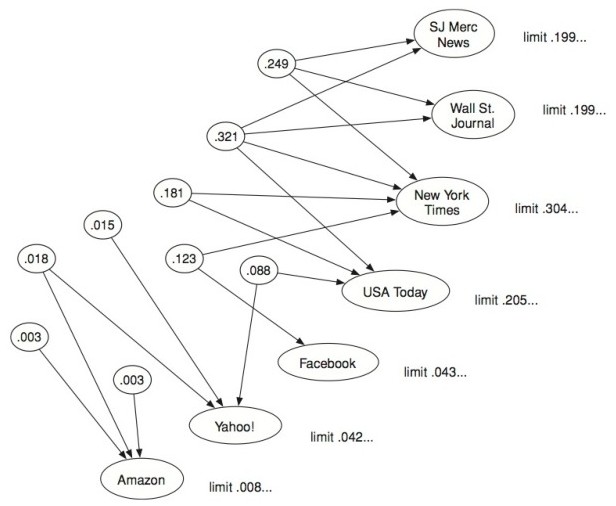 SJ Merc
News
limit .199...
.249
Wall St.
Journal
limit .199...
.321
.181
New York
Times
limit .304...
.015
.018
.123
.088
USA Today
limit .205...
.003
Facebook
limit .043...
.003
Yahoo!
limit .042...
Amazon
limit .008...